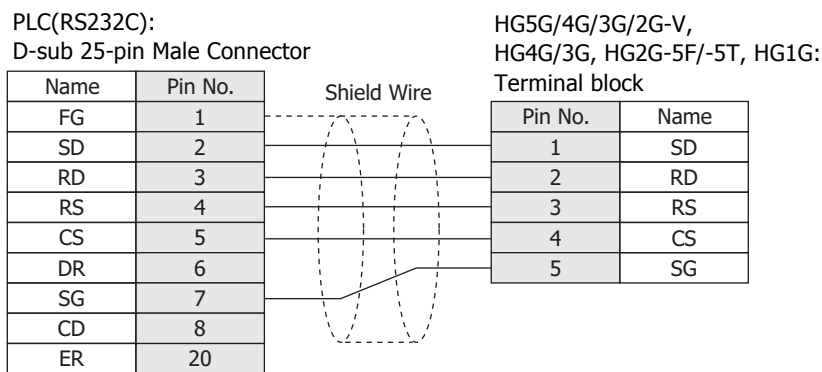 PLC(RS232C):
D-sub 25-pin Male Connector
Name Pin No.
FG 1
SD 2
RD 3
RS 4
CS 5
DR 6
SG 7
CD 8
ER 20
Shield Wire
HG5G/4G/3G/2G-V,
HG4G/3G, HG2G-5F/-5T, HG1G:
Terminal block
Pin No. Name
1 SD
2 RD
3 RS
4 CS
5 SG